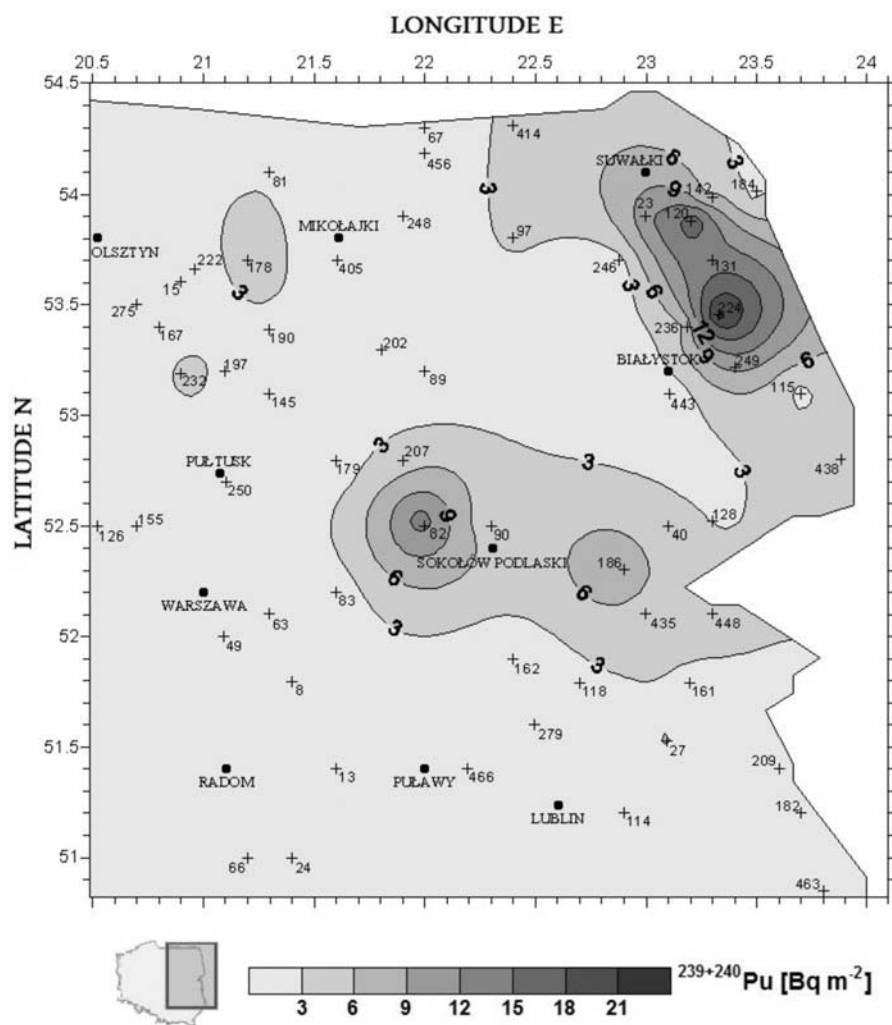 LONGITUDE E
20.5 21 21.5 22 22.5 23 23.5 24
54.5
67 414
456 SUWAŁKI 6 3
81 3 9 142 184
54
23 120
248
MIKOŁAJKI 97
OLSZTYN
222 178 405 246 131
15 3 3 6
275
53.5
224
167 190 236 12
202 9
BIAŁYSTOK 249 6
232 197 89
145 443 115
53
3 207 3 3
PUŁTUSK 179 438
250
9 128
52.5
126 155 82 90 40
SOKOŁÓW PODLASKI 186
6 6
WARSZAWA 83
63 435 448
3
52
49
162 3
8 118 161
LATITUDE N
279
51.5
27
209
RADOM 13 PUŁAWY 466
182
LUBLIN 114
51
66 24
463
3 6 9 12 15 18 21
239+240Pu [Bq m-2]